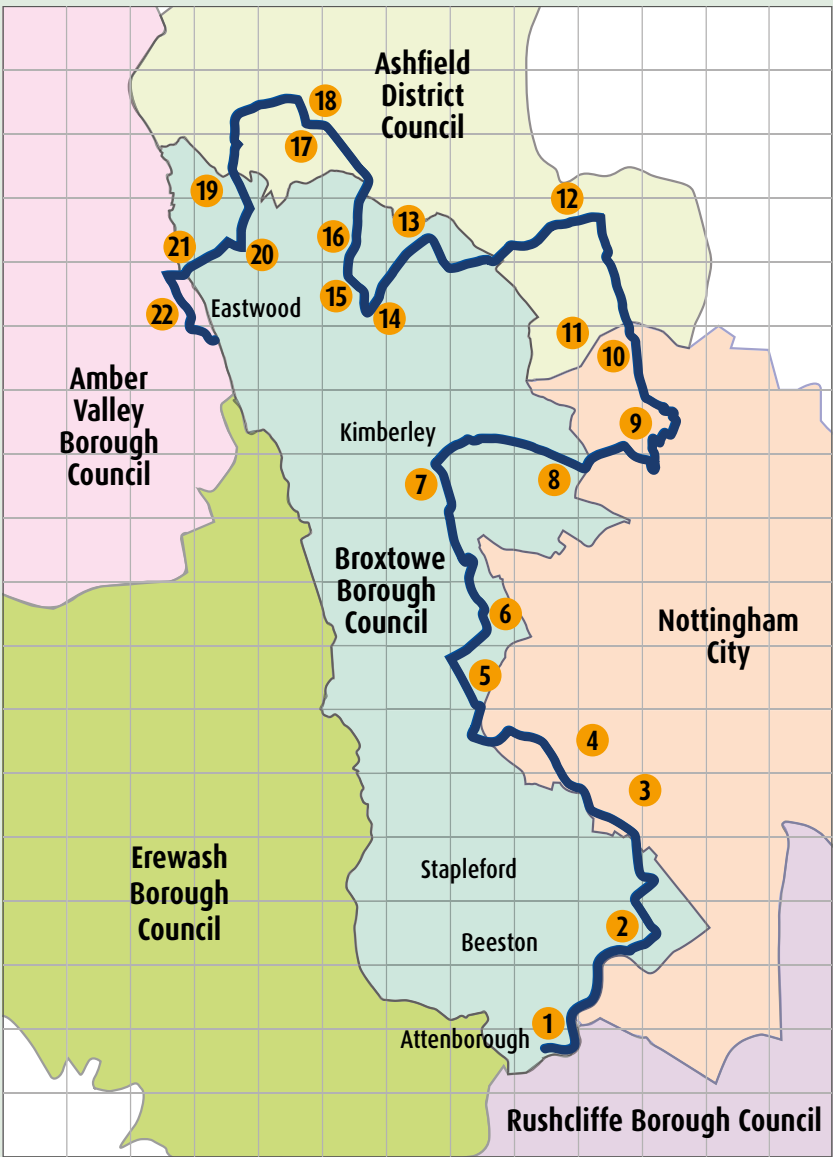 Ashfield
District
Council
18
17
19
12
13
16
21
20
15
22
Eastwood
14
11
10
Amber
Valley
Borough
Council
9
Kimberley
7
8
Broxtowe
Borough
Council
6
Nottingham
City
5
4
3
Erewash
Borough
Council
Stapleford
2
Beeston
1
Attenborough
Rushcliffe Borough Council